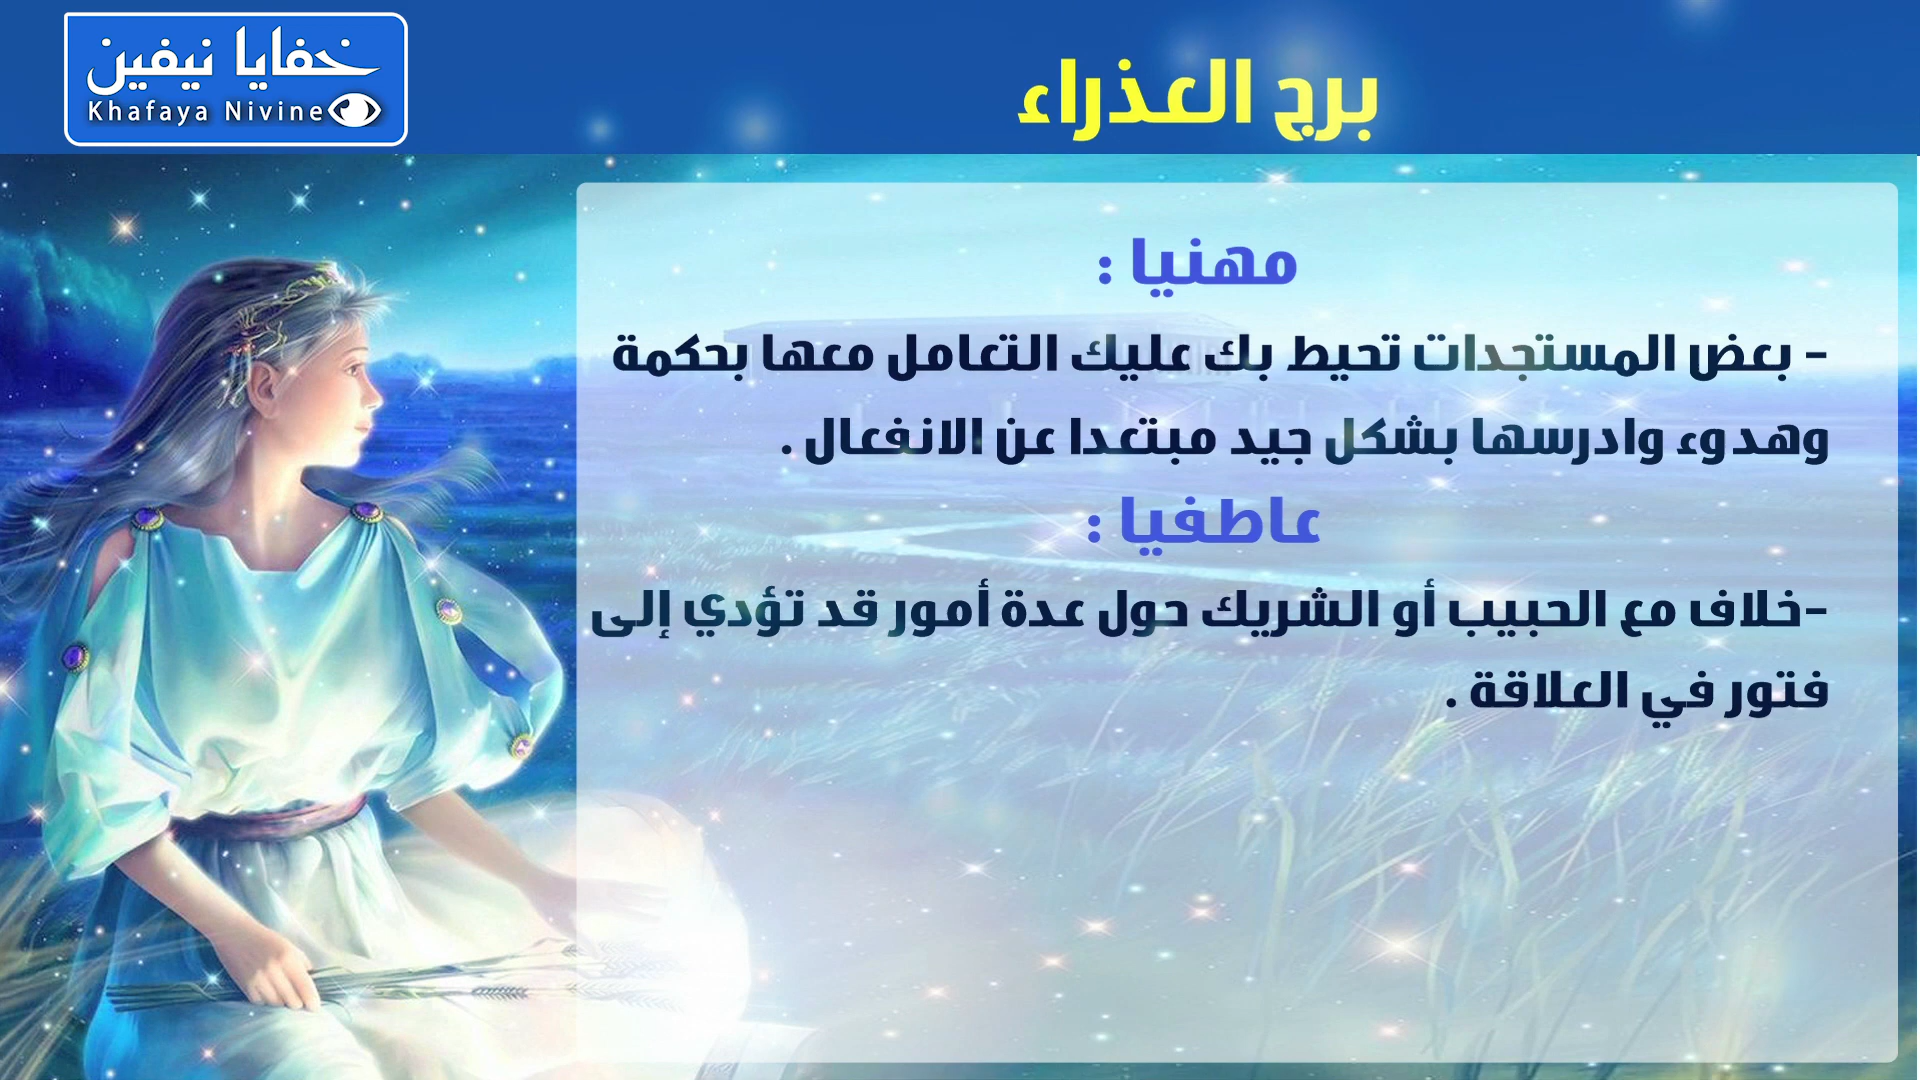 خفايا نيفين
Khafaya Nivine
برج العذراء
مهنيا :
- بعض المستجدات تحيط بك عليك التعامل معها بحكمة
وهدوء وادرسها بشكل جيد مبتعدا عن الانفعال .
عاطفيا :
-خلاف مع الحبيب أو الشريك حول عدة أمور قد تؤدي إلى
فتور في العلاقة .